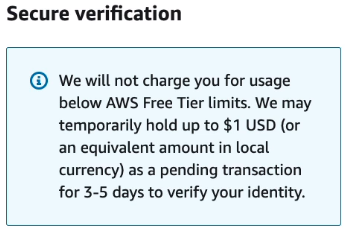 Secure verification
We will not charge you for usage
below AWS Free Tier limits. We may
temporarily hold up to $1 USD (or
an equivalent amount in local
currency) as a pending transaction
for 3-5 days to verify your identity.